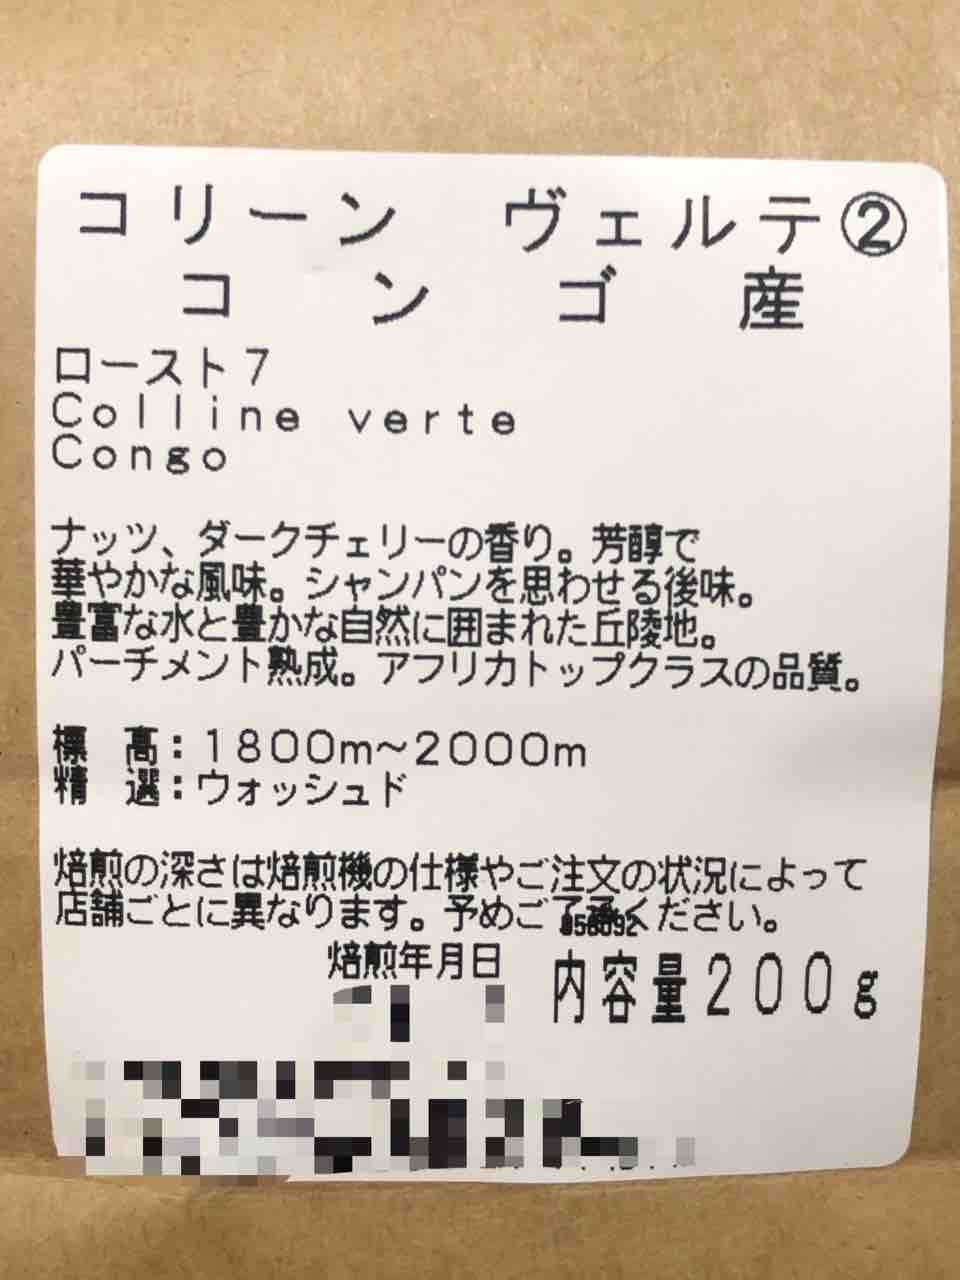 コリーン ヴェルテ②
コンゴ産
ロースト7
Colline verte
Congo
ナッツ、ダークチェリーの香り。芳醇で
華やかな風味。シャンパンを思わせる後味。
豊富な水と豊かな自然に囲まれた丘陵地。
パーチメント熟成。アフリカトップクラスの品質。
標 高：1800m～2000m
精 選：ウォッシュド
焙煎の深さは焙煎機の仕様やご注文の状況によって
店舗ごとに異なります。予めご了承ください。
焙煎年月日
内容量200g